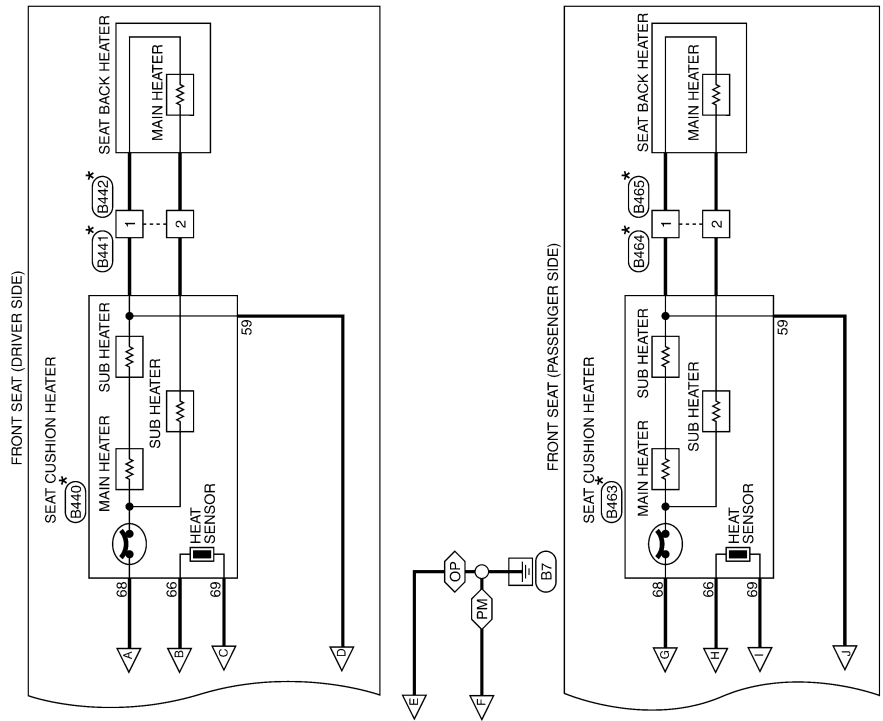 FRONT SEAT (DRIVER SIDE)
SEAT BACK HEATER
MAIN HEATER
*
B442
1
2
*
B441
SEAT CUSHION HEATER
*
B440
SUB HEATER
SUB HEATER
MAIN HEATER
HEAT
SENSOR
59
68
66
69
A
B
C
D
OP
PM
B7
E
F
FRONT SEAT (PASSENGER SIDE)
SEAT BACK HEATER
MAIN HEATER
*
B465
1
2
*
B464
SEAT CUSHION HEATER
*
B463
SUB HEATER
SUB HEATER
MAIN HEATER
HEAT
SENSOR
59
68
66
69
G
H
I
J